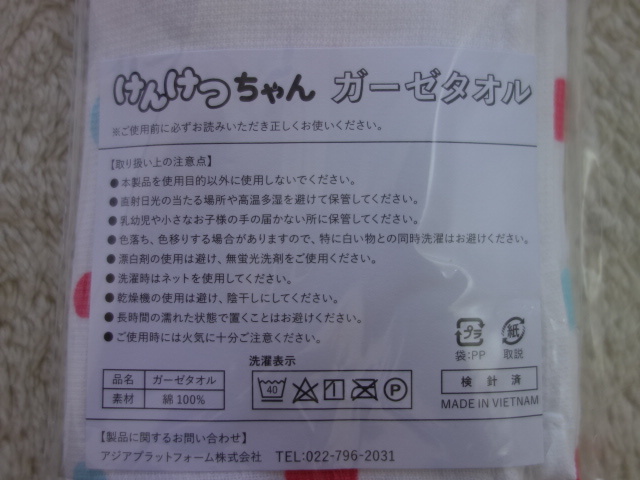 けんけつちゃん ガーゼタオル
※ご使用前に必ずお読みいただき正しくお使いください。
【取り扱い上の注意点】
●本製品を使用目的以外に使用しないでください。
●直射日光の当たる場所や高温多湿を避けて保管してください。
●乳幼児や小さなお子様の手の届かない所に保管してください。
●色落ち、色移りする場合がありますので、特に白い物との同時洗濯はお避けください。
●漂白剤の使用は避け、無蛍光洗剤をご使用ください。
●洗濯時はネットを使用してください。
●乾燥機の使用は避け、陰干しにしてください。
●長時間の濡れた状態で置くことはお避けください。
●ご使用時には火気に十分ご注意ください。
プラ 紙
袋:PP 取説
洗濯表示
品名 ガーゼタオル
素材 綿100%
40 P
検針済
MADE IN VIETNAM
【製品に関するお問い合わせ】
アジアプラットフォーム株式会社 TEL:022-796-2031